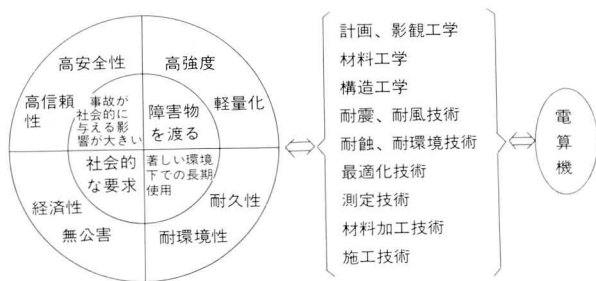 高安全性
高強度
高信頼
性
事故が
社会的に
与える影
響が大きい
障害物
を渡る
軽量化
社会的
な要求
著しい環境
下での長期
使用
経済性
無公害
耐久性
耐環境性
計画、影観工学
材料工学
構造工学
耐震、耐風技術
耐蝕、耐環境技術
最適化技術
測定技術
材料加工技術
施工技術
電
算
機